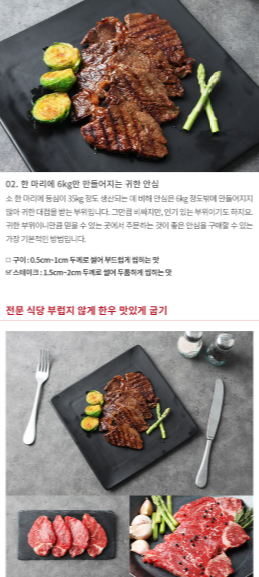 02. 한 마리에 6kg만 만들어지는 귀한 안심
소 한 마리에 등심이 35kg 정도 생산되는 데 비해 안심은 6kg 정도밖에 만들어지지
않아 귀한 대접을 받는 부위입니다. 그만큼 비싸지만, 인기 있는 부위이기도 하지요.
귀한 부위이니만큼 믿을 수 있는 곳에서 주문하는 것이 좋은 안심을 구매할 수 있는
가장 기본적인 방법입니다.
□ 구이 : 0.5cm~1cm 두께로 썰어 부드럽게 씹히는 맛
☑ 스테이크 : 1.5cm~2cm 두께로 썰어 두툼하게 씹히는 맛
전문 식당 부럽지 않게 한우 맛있게 굽기